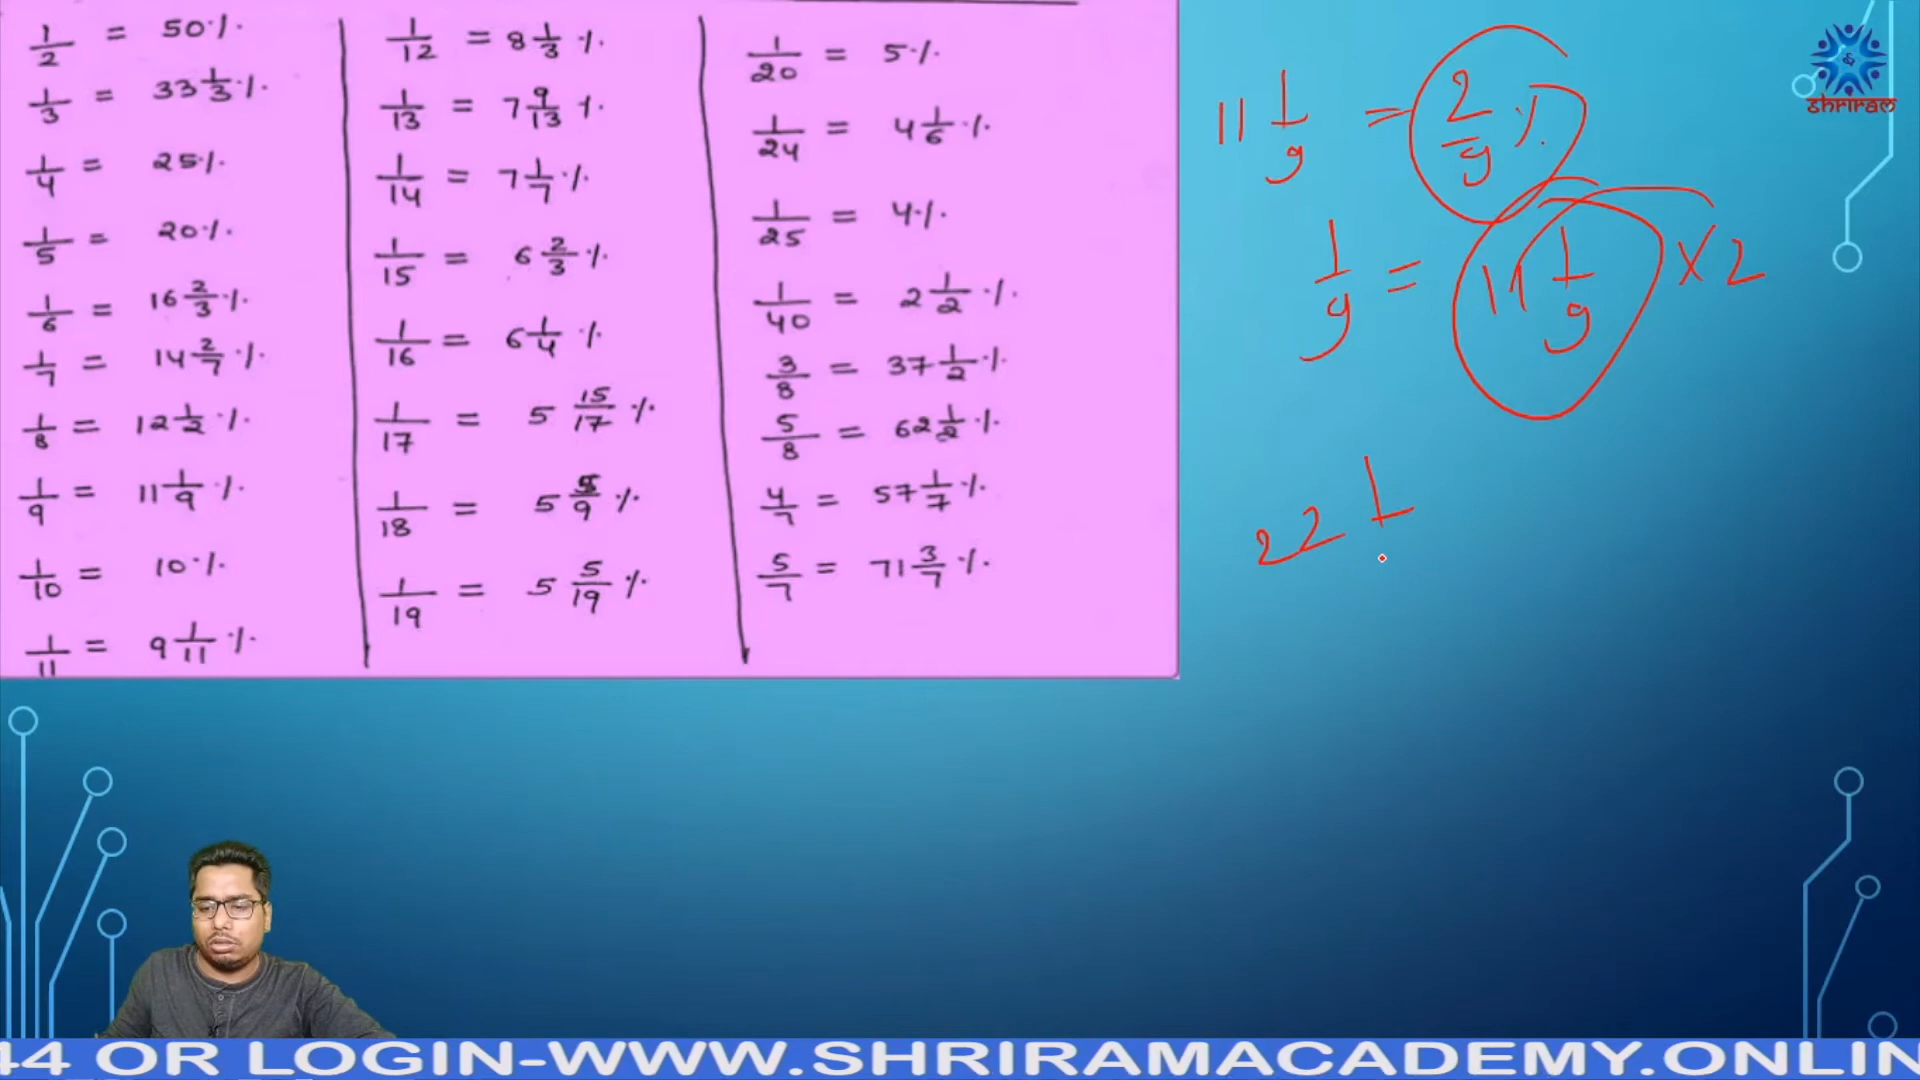 1/2 = 50%
1/3 = 33 1/3%
1/4 = 25%
1/5 = 20%
1/6 = 16 2/3%
1/7 = 14 2/7%
1/8 = 12 1/2%
1/9 = 11 1/9%
1/10 = 10%
1/11 = 9 1/11%
1/12 = 8 1/3%
1/13 = 7 9/13%
1/14 = 7 1/7%
1/15 = 6 2/3%
1/16 = 6 1/4%
1/17 = 5 15/17%
1/18 = 5 5/9%
1/19 = 5 5/19%
1/20 = 5%
1/24 = 4 1/6%
1/25 = 4%
1/40 = 2 1/2%
3/8 = 37 1/2%
5/8 = 62 1/2%
4/7 = 57 1/7%
5/7 = 71 3/7%
11 1/9 = 2/9%
1/9 = 11 1/9 × 2
22 1
shriram
44 OR LOGIN-WWW.SHRIRAMACADEMY.ONLIN